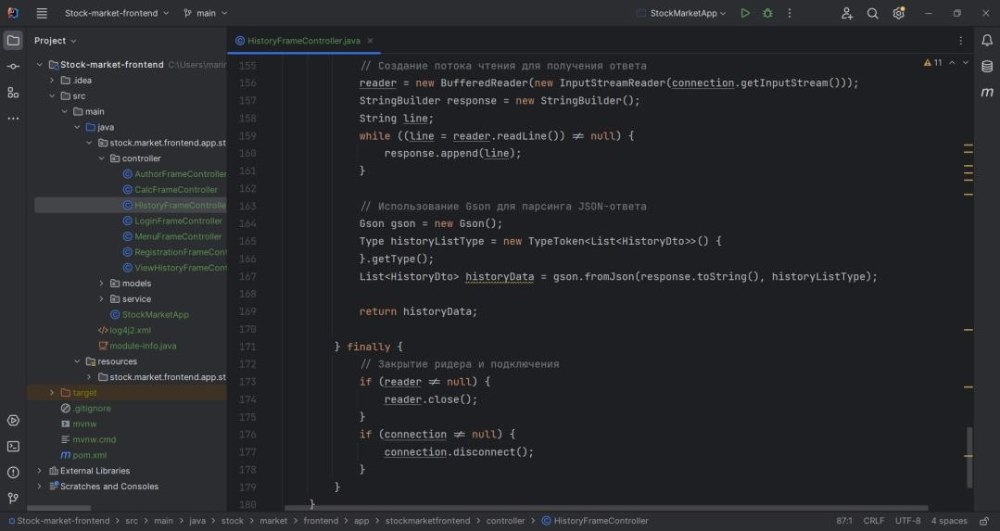 Stock-market-frontend
main
StockMarketApp
Project
HistoryFrameController.java
Stock-market-frontend C:\Users\marir
.idea
src
main
java
stock.market.frontend.app.st
controller
AuthorFrameController
CalcFrameController
HistoryFrameControlle
LoginFrameController
MenuFrameController
RegistrationFrameCont
ViewHistoryFrameCont
models
service
StockMarketApp
log4j2.xml
module-info.java
resources
stock.market.frontend.app.st
target
.gitignore
mvnw
mvnw.cmd
pom.xml
External Libraries
Scratches and Consoles
11
155 // Создание потока чтения для получения ответа
156 reader = new BufferedReader(new InputStreamReader(connection.getInputStream()));
157 StringBuilder response = new StringBuilder();
158 String line;
159 while ((line = reader.readLine()) ≠ null) {
160 response.append(line);
161 }
162
163 // Использование Gson для парсинга JSON-ответа
164 Gson gson = new Gson();
165 Type historyListType = new TypeToken<List<HistoryDto>>() {
166 }.getType();
167 List<HistoryDto> historyData = gson.fromJson(response.toString(), historyListType);
168
169 return historyData;
170
171 } finally {
172 // Закрытие ридера и подключения
173 if (reader ≠ null) {
174 reader.close();
175 }
176 if (connection ≠ null) {
177 connection.disconnect();
178 }
179 }
180 }
Stock-market-frontend > src > main > java > stock > market > frontend > app > stockmarketfrontend > controller > HistoryFrameController
87:1 CRLF UTF-8 4 spaces